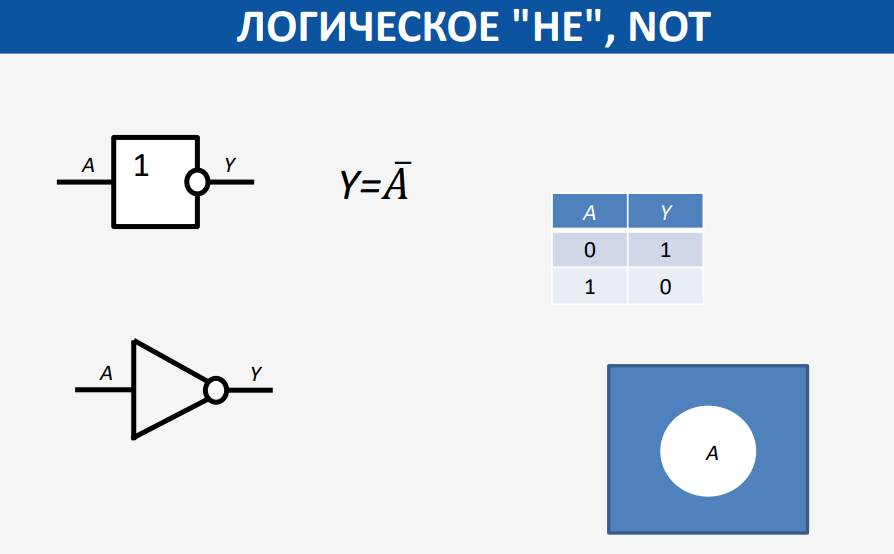 ЛОГИЧЕСКОЕ "НЕ", NOT
A 1 Y
Y=Ā
A Y
0 1
1 0
A Y
A